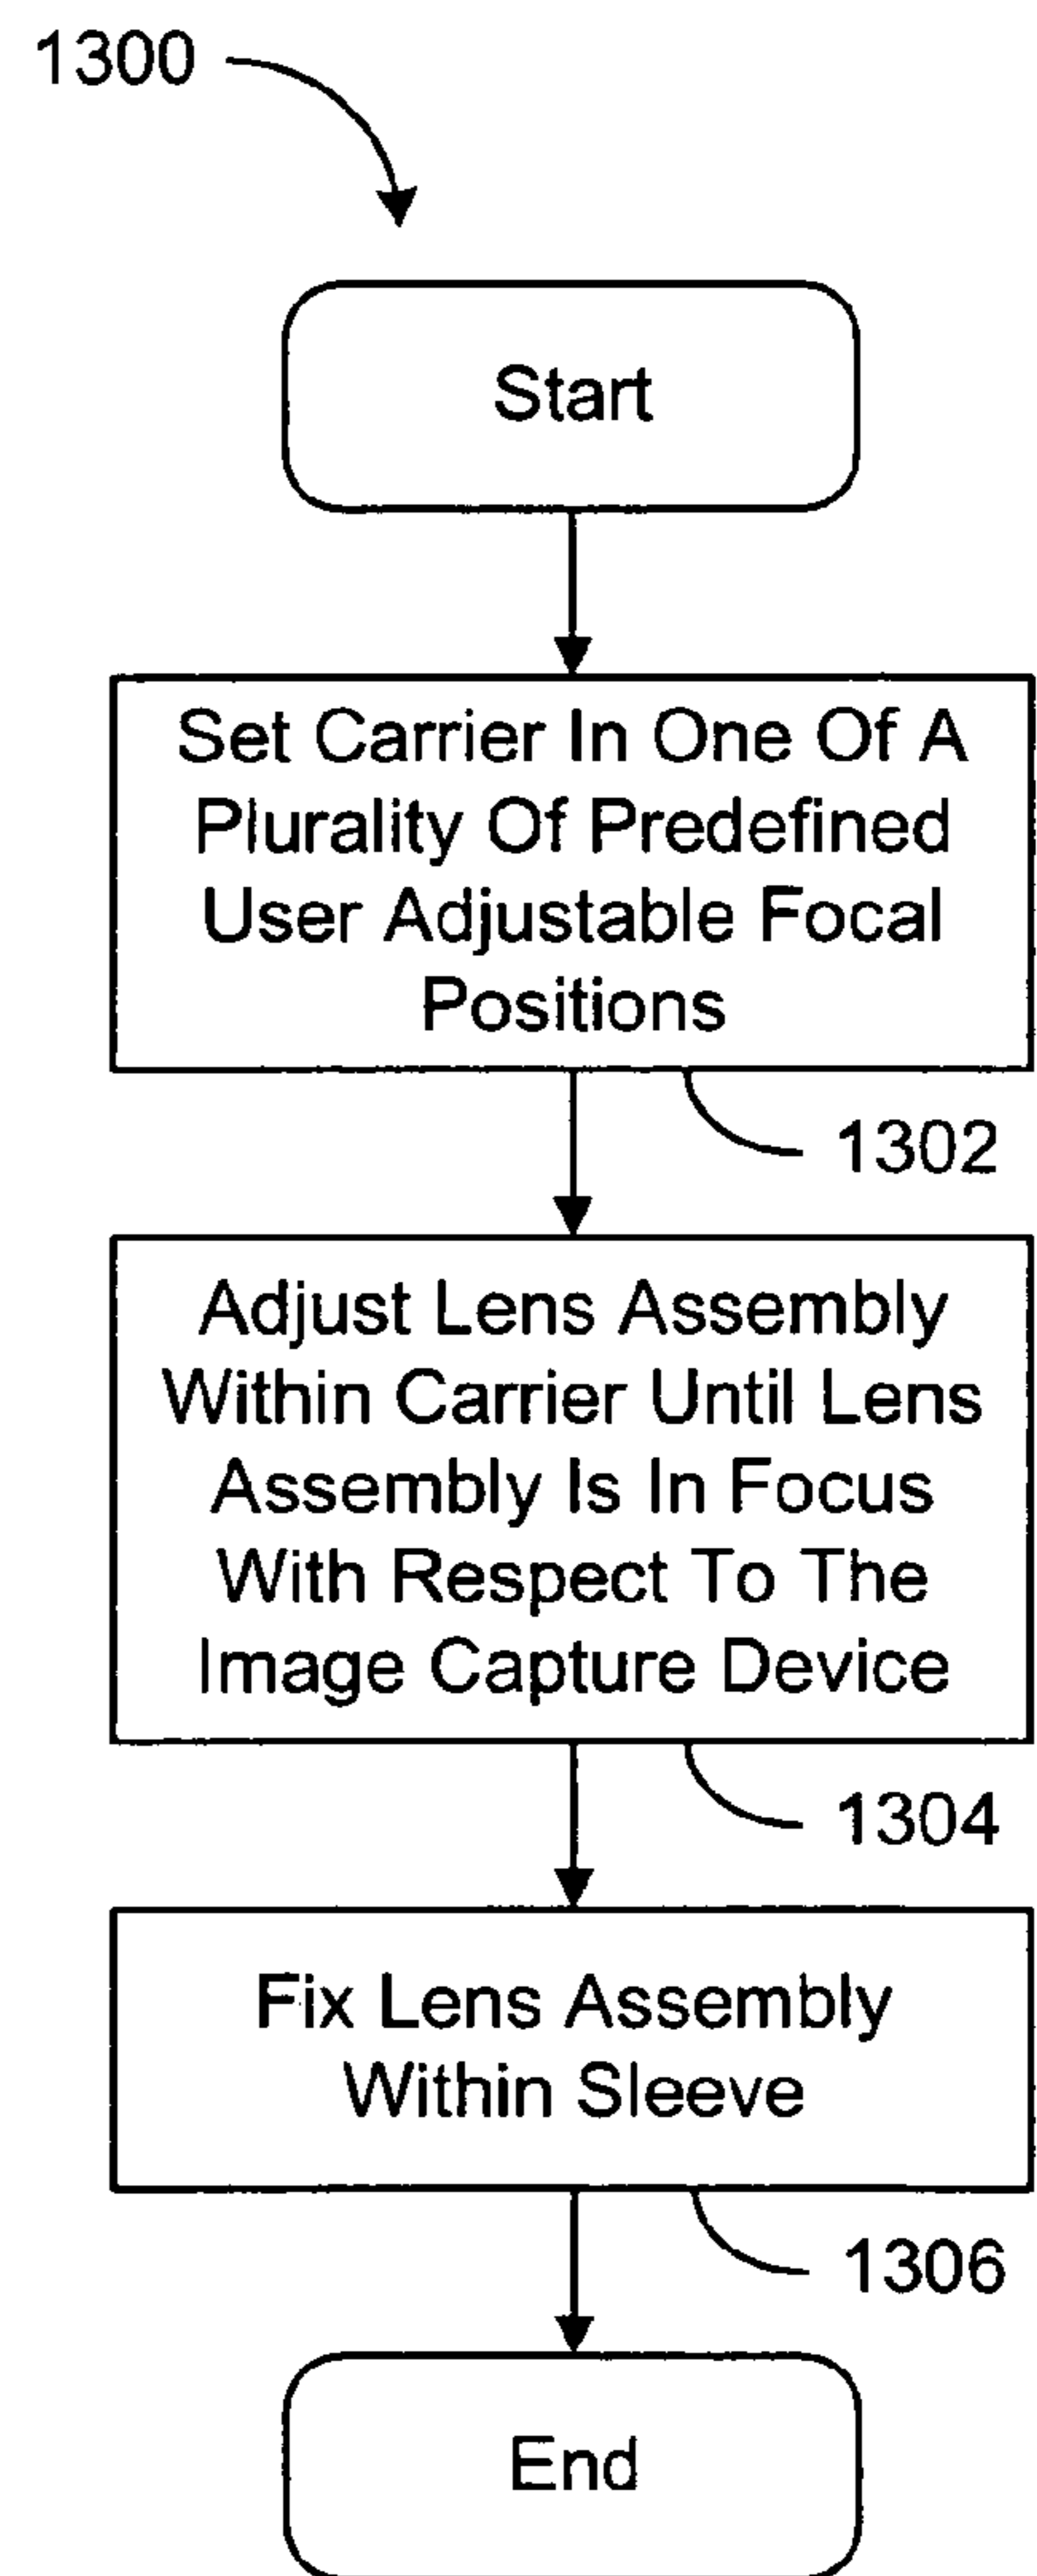 1300
Start
Set Carrier In One Of A
Plurality Of Predefined
User Adjustable Focal
Positions
1302
Adjust Lens Assembly
Within Carrier Until Lens
Assembly Is In Focus
With Respect To The
Image Capture Device
1304
Fix Lens Assembly
Within Sleeve
1306
End